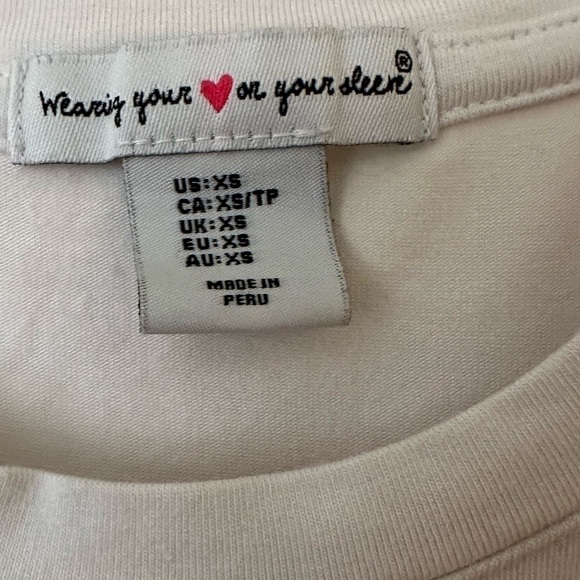 Wearing your ❤ on your sleeve®
US:XS
CA:XS/TP
UK:XS
EU:XS
AU:XS
MADE IN
PERU